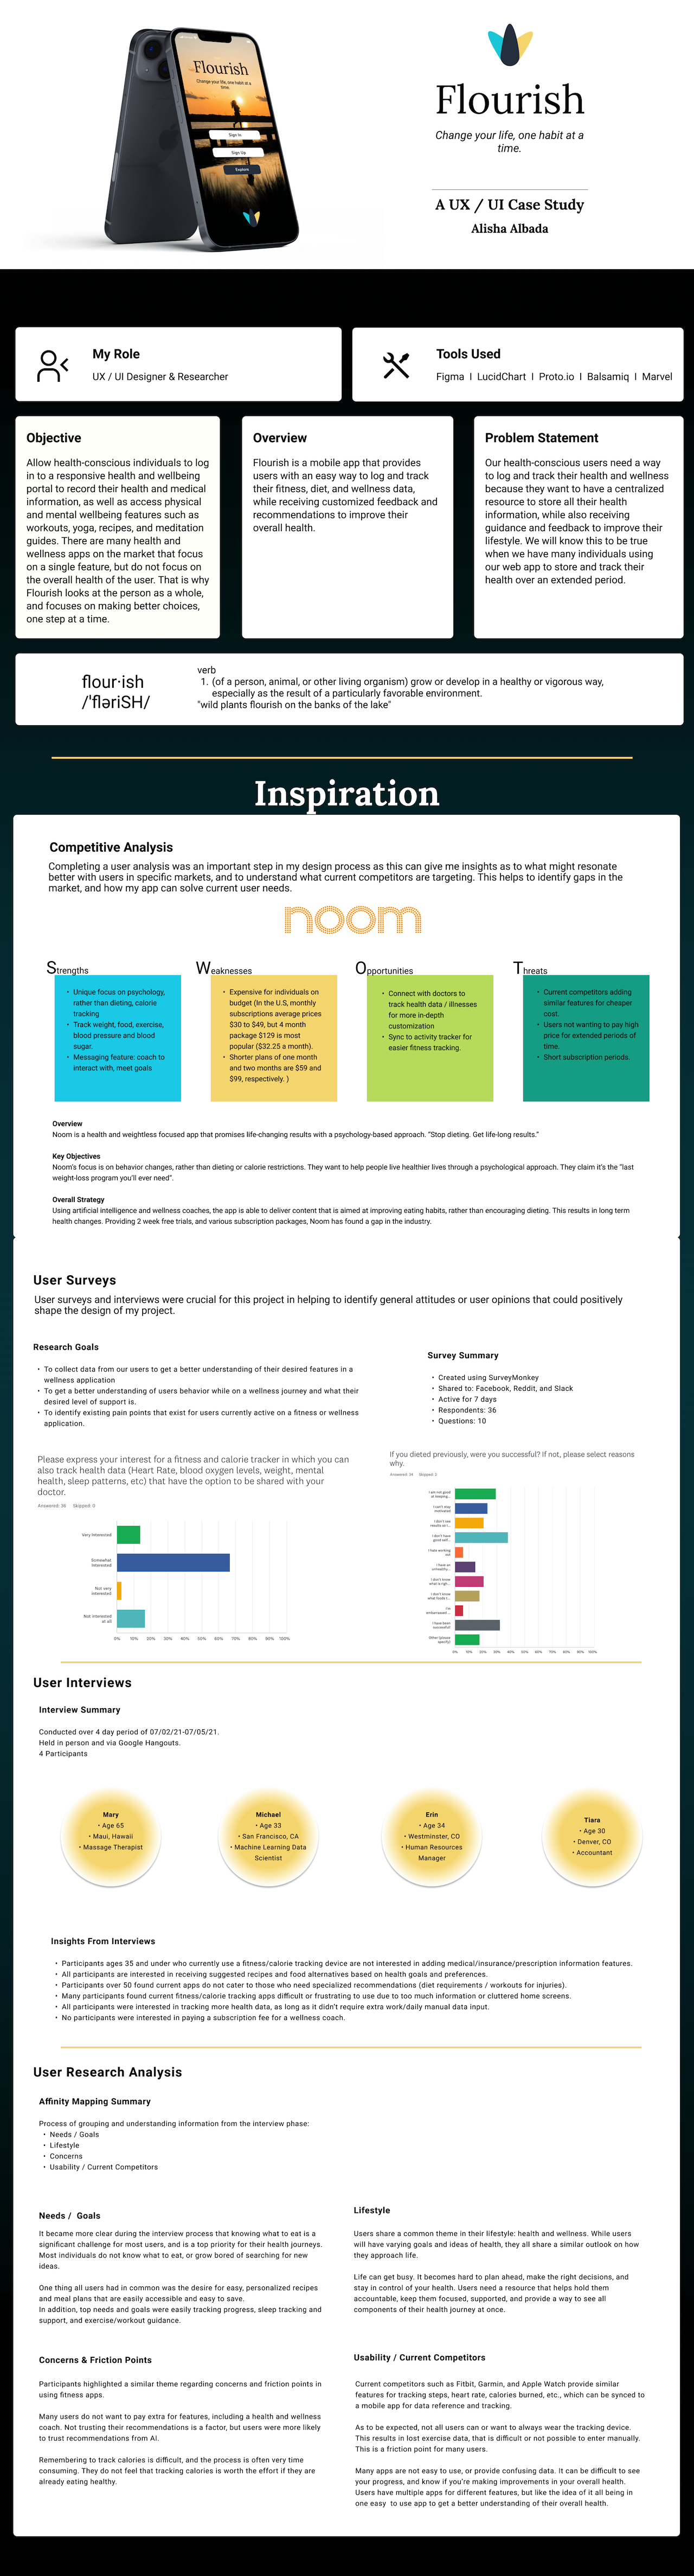 Flourish
Change your life, one habit at a
time.
Sign In
Sign Up
Explore
Flourish
Change your life, one habit at a
time.
A UX / UI Case Study
Alisha Albada
My Role
UX / UI Designer & Researcher
Tools Used
Figma I LucidChart I Proto.io I Balsamiq I Marvel
Objective
Allow health-conscious individuals to log
in to a responsive health and wellbeing
portal to record their health and medical
information, as well as access physical
and mental wellbeing features such as
workouts, yoga, recipes, and meditation
guides. There are many health and
wellness apps on the market that focus
on a single feature, but do not focus on
the overall health of the user. That is why
Flourish looks at the person as a whole,
and focuses on making better choices,
one step at a time.
Overview
Flourish is a mobile app that provides
users with an easy way to log and track
their fitness, diet, and wellness data,
while receiving customized feedback and
recommendations to improve their
overall health.
Problem Statement
Our health-conscious users need a way
to log and track their health and wellness
because they want to have a centralized
resource to store all their health
information, while also receiving
guidance and feedback to improve their
lifestyle. We will know this to be true
when we have many individuals using
our web app to store and track their
health over an extended period.
flour·ish
/ˈfləriSH/
verb
1. (of a person, animal, or other living organism) grow or develop in a healthy or vigorous way,
especially as the result of a particularly favorable environment.
"wild plants flourish on the banks of the lake"
Inspiration
Competitive Analysis
Completing a user analysis was an important step in my design process as this can give me insights as to what might resonate
better with users in specific markets, and to understand what current competitors are targeting. This helps to identify gaps in the
market, and how my app can solve current user needs.
noom
Strengths
• Unique focus on psychology,
rather than dieting, calorie
tracking
• Track weight, food, exercise,
blood pressure and blood
sugar.
• Messaging feature: coach to
interact with, meet goals
Weaknesses
• Expensive for individuals on
budget (In the U.S, monthly
subscriptions average prices
$30 to $49, but 4 month
package $129 is most
popular ($32.25 a month).
• Shorter plans of one month
and two months are $59 and
$99, respectively. )
Opportunities
• Connect with doctors to
track health data / illnesses
for more in-depth
customization
• Sync to activity tracker for
easier fitness tracking.
Threats
• Current competitors adding
similar features for cheaper
cost.
• Users not wanting to pay high
price for extended periods of
time.
• Short subscription periods.
Overview
Noom is a health and weightless focused app that promises life-changing results with a psychology-based approach. “Stop dieting. Get life-long results.”
Key Objectives
Noom's focus is on behavior changes, rather than dieting or calorie restrictions. They want to help people live healthier lives through a psychological approach. They claim it's the “last
weight-loss program you'll ever need”.
Overall Strategy
Using artificial intelligence and wellness coaches, the app is able to deliver content that is aimed at improving eating habits, rather than encouraging dieting. This results in long term
health changes. Providing 2 week free trials, and various subscription packages, Noom has found a gap in the industry.
User Surveys
User surveys and interviews were crucial for this project in helping to identify general attitudes or user opinions that could positively
shape the design of my project.
Research Goals
• To collect data from our users to get a better understanding of their desired features in a
wellness application
• To get a better understanding of users behavior while on a wellness journey and what their
desired level of support is.
• To identify existing pain points that exist for users currently active on a fitness or wellness
application.
Survey Summary
• Created using SurveyMonkey
• Shared to: Facebook, Reddit, and Slack
• Active for 7 days
• Respondents: 36
• Questions: 10
Please express your interest for a fitness and calorie tracker in which you can
also track health data (Heart Rate, blood oxygen levels, weight, mental
health, sleep patterns, etc) that have the option to be shared with your
doctor.
Answered: 36 Skipped: 0
Very interested
Somewhat
interested
Not very
interested
Not interested
at all
0% 10% 20% 30% 40% 50% 60% 70% 80% 90% 100%
If you dieted previously, were you successful? If not, please select reasons
why.
Answered: 34 Skipped: 2
I am not good
at keeping...
I can't stay
motivated
I don't see
results so I...
I don't have
good self...
I hate working
out
I have an
unhealthy...
I don't know
what is righ...
I don't know
what foods t...
I'm
embarrassed ...
I have been
successful
Other (please
specify)
0% 10% 20% 30% 40% 50% 60% 70% 80% 90% 100%
User Interviews
Interview Summary
Conducted over 4 day period of 07/02/21-07/05/21.
Held in person and via Google Hangouts.
4 Participants
Mary
• Age 65
• Maui, Hawaii
• Massage Therapist
Michael
• Age 33
• San Francisco, CA
• Machine Learning Data
Scientist
Erin
• Age 34
• Westminster, CO
• Human Resources
Manager
Tiara
• Age 30
• Denver, CO
• Accountant
Insights From Interviews
• Participants ages 35 and under who currently use a fitness/calorie tracking device are not interested in adding medical/insurance/prescription information features.
• All participants are interested in receiving suggested recipes and food alternatives based on health goals and preferences.
• Participants over 50 found current apps do not cater to those who need specialized recommendations (diet requirements / workouts for injuries).
• Many participants found current fitness/calorie tracking apps difficult or frustrating to use due to too much information or cluttered home screens.
• All participants were interested in tracking more health data, as long as it didn't require extra work/daily manual data input.
• No participants were interested in paying a subscription fee for a wellness coach.
User Research Analysis
Affinity Mapping Summary
Process of grouping and understanding information from the interview phase:
• Needs / Goals
• Lifestyle
• Concerns
• Usability / Current Competitors
Needs / Goals
It became more clear during the interview process that knowing what to eat is a
significant challenge for most users, and is a top priority for their health journeys.
Most individuals do not know what to eat, or grow bored of searching for new
ideas.
One thing all users had in common was the desire for easy, personalized recipes
and meal plans that are easily accessible and easy to save.
In addition, top needs and goals were easily tracking progress, sleep tracking and
support, and exercise/workout guidance.
Lifestyle
Users share a common theme in their lifestyle: health and wellness. While users
will have varying goals and ideas of health, they all share a similar outlook on how
they approach life.
Life can get busy. It becomes hard to plan ahead, make the right decisions, and
stay in control of your health. Users need a resource that helps hold them
accountable, keep them focused, supported, and provide a way to see all
components of their health journey at once.
Concerns & Friction Points
Participants highlighted a similar theme regarding concerns and friction points in
using fitness apps.
Many users do not want to pay extra for features, including a health and wellness
coach. Not trusting their recommendations is a factor, but users were more likely
to trust recommendations from AI.
Remembering to track calories is difficult, and the process is often very time
consuming. They do not feel that tracking calories is worth the effort if they are
already eating healthy.
Usability / Current Competitors
Current competitors such as Fitbit, Garmin, and Apple Watch provide similar
features for tracking steps, heart rate, calories burned, etc., which can be synced to
a mobile app for data reference and tracking.
As to be expected, not all users can or want to always wear the tracking device.
This results in lost exercise data, that is difficult or not possible to enter manually.
This is a friction point for many users.
Many apps are not easy to use, or provide confusing data. It can be difficult to see
your progress, and know if you're making improvements in your overall health.
Users have multiple apps for different features, but like the idea of it all being in
one easy to use app to get a better understanding of their overall health.